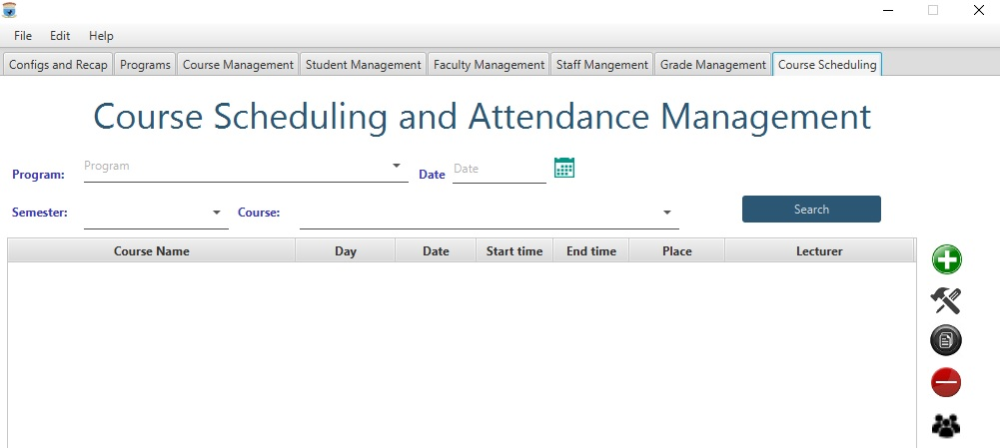 File Edit Help
Configs and Recap Programs Course Management Student Management Faculty Management Staff Mangement Grade Management Course Scheduling
Course Scheduling and Attendance Management
Program: Program Date Date
Semester: Course: Search
Course Name Day Date Start time End time Place Lecturer